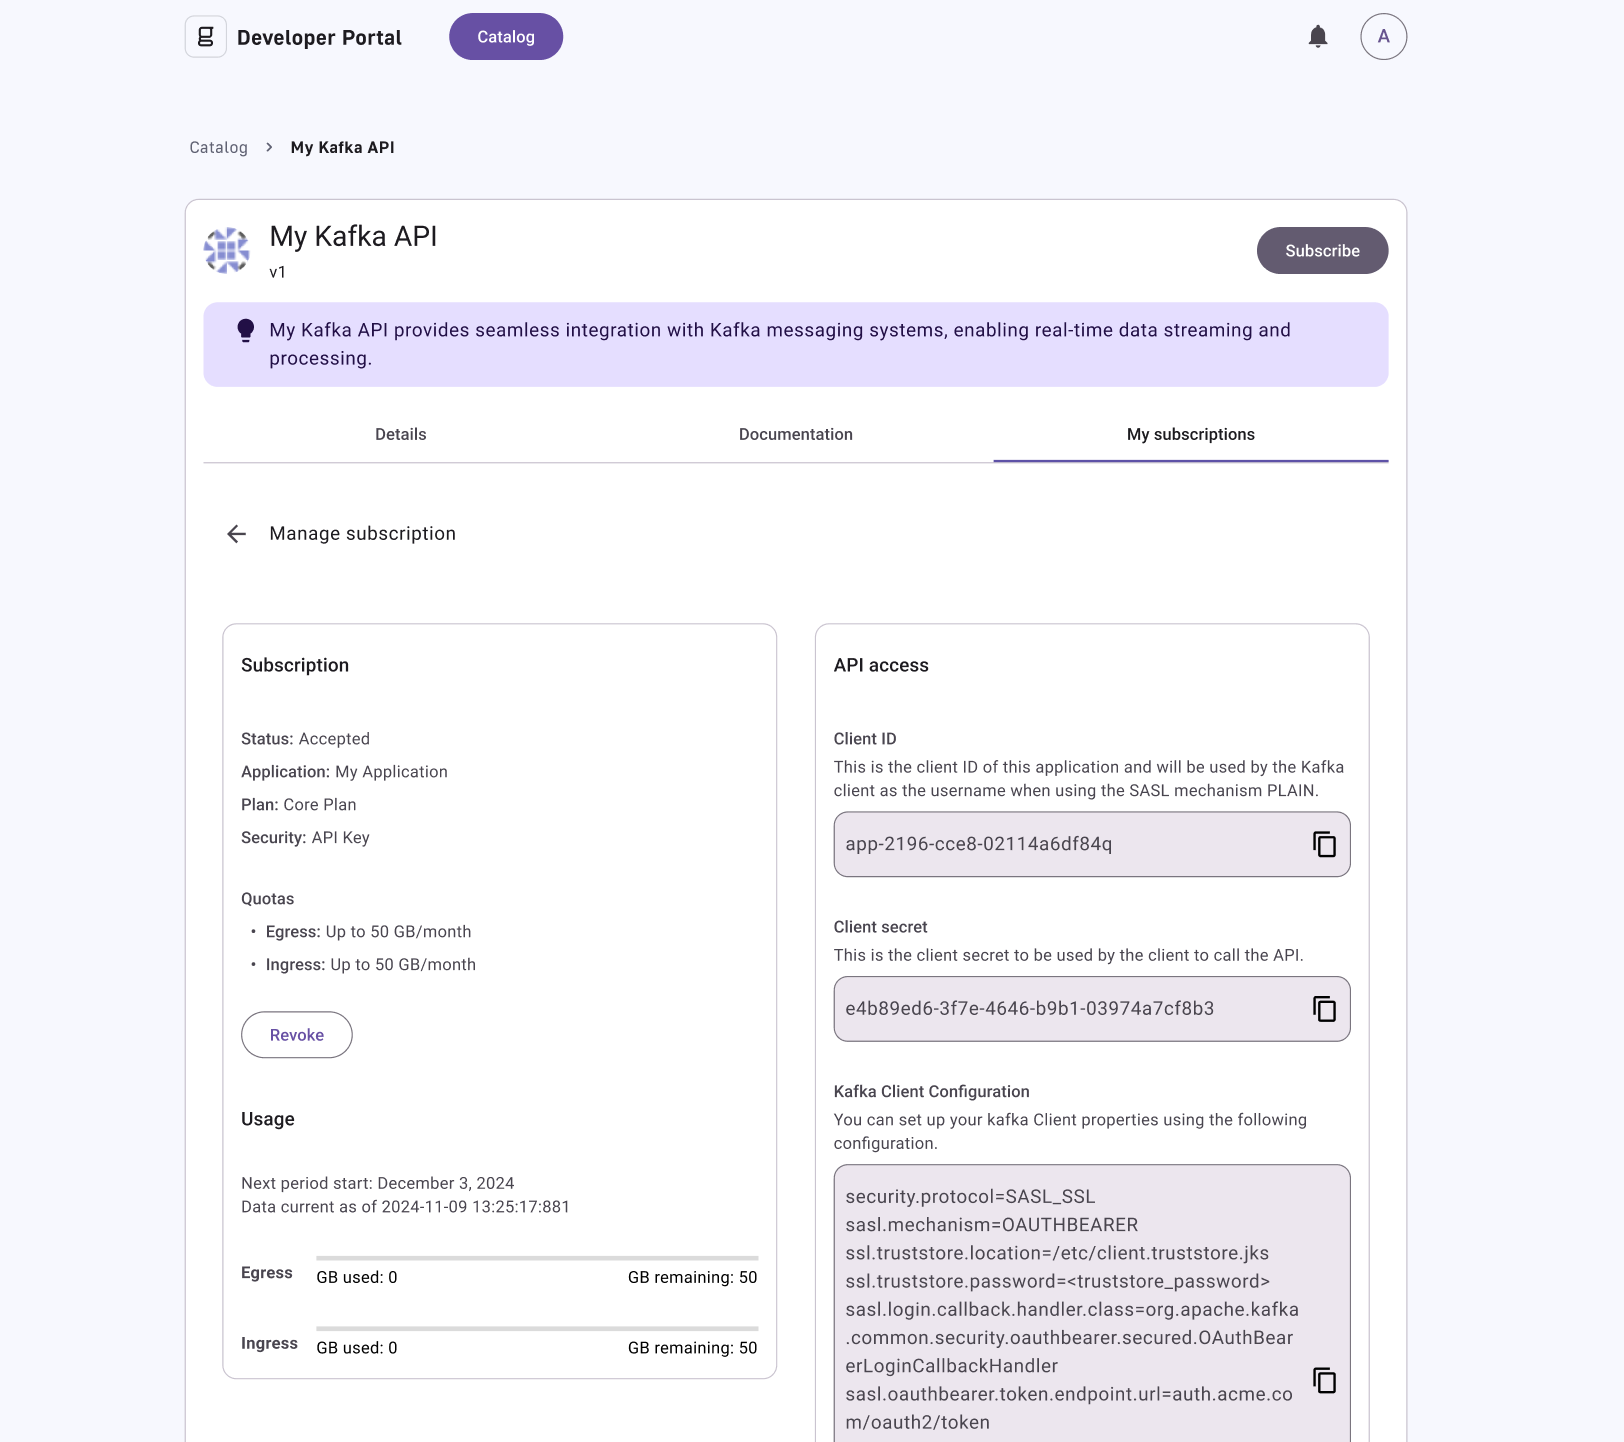 Developer Portal
Catalog
A
Catalog > My Kafka API
My Kafka API
v1
Subscribe
My Kafka API provides seamless integration with Kafka messaging systems, enabling real-time data streaming and
processing.
Details
Documentation
My subscriptions
Manage subscription
Subscription
Status: Accepted
Application: My Application
Plan: Core Plan
Security: API Key
Quotas
• Egress: Up to 50 GB/month
• Ingress: Up to 50 GB/month
Revoke
Usage
Next period start: December 3, 2024
Data current as of 2024-11-09 13:25:17:881
Egress
GB used: 0
GB remaining: 50
Ingress
GB used: 0
GB remaining: 50
API access
Client ID
This is the client ID of this application and will be used by the Kafka
client as the username when using the SASL mechanism PLAIN.
app-2196-cce8-02114a6df84q
Client secret
This is the client secret to be used by the client to call the API.
e4b89ed6-3f7e-4646-b9b1-03974a7cf8b3
Kafka Client Configuration
You can set up your kafka Client properties using the following
configuration.
security.protocol=SASL_SSL
sasl.mechanism=OAUTHBEARER
ssl.truststore.location=/etc/client.truststore.jks
ssl.truststore.password=<truststore_password>
sasl.login.callback.handler.class=org.apache.kafka
.common.security.oauthbearer.secured.OAuthBear
erLoginCallbackHandler
sasl.oauthbearer.token.endpoint.url=auth.acme.co
m/oauth2/token